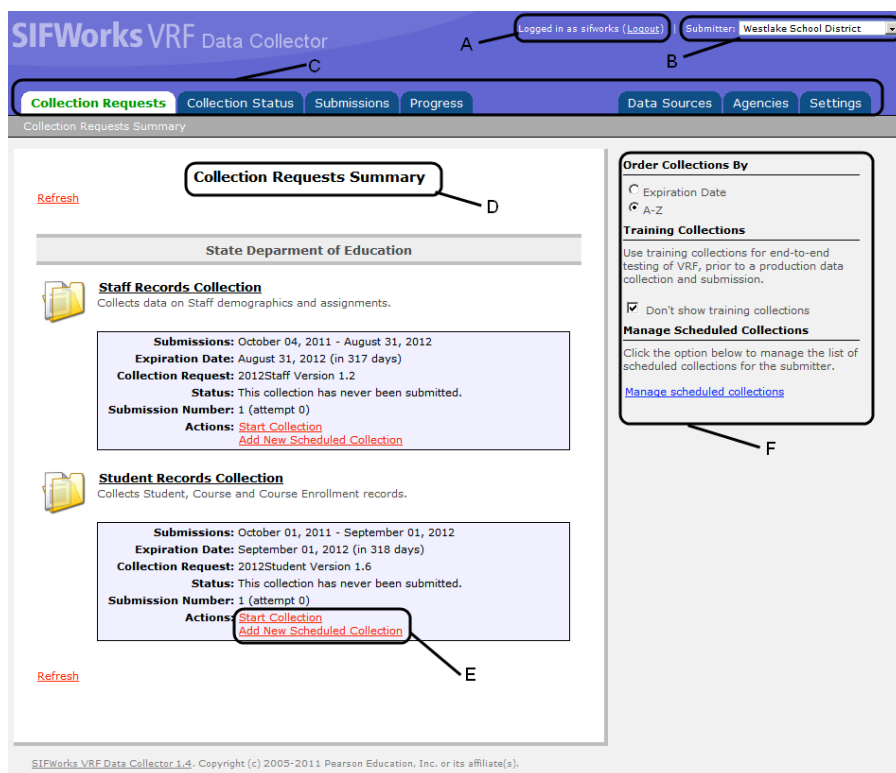 SIFWorks VRF Data Collector
A
Logged in as sifworks (Logout) | Submitter: Westlake School District
B
C
Collection Requests Collection Status Submissions Progress Data Sources Agencies Settings
Collection Requests Summary
Collection Requests Summary
D
Refresh
State Deparment of Education
Staff Records Collection
Collects data on Staff demographics and assignments.
Submissions: October 04, 2011 - August 31, 2012
Expiration Date: August 31, 2012 (in 317 days)
Collection Request: 2012Staff Version 1.2
Status: This collection has never been submitted.
Submission Number: 1 (attempt 0)
Actions: Start Collection
Add New Scheduled Collection
Student Records Collection
Collects Student, Course and Course Enrollment records.
Submissions: October 01, 2011 - September 01, 2012
Expiration Date: September 01, 2012 (in 318 days)
Collection Request: 2012Student Version 1.6
Status: This collection has never been submitted.
Submission Number: 1 (attempt 0)
Actions: Start Collection
Add New Scheduled Collection
E
Refresh
Order Collections By
Expiration Date
A-Z
Training Collections
Use training collections for end-to-end
testing of VRF, prior to a production data
collection and submission.
Don't show training collections
Manage Scheduled Collections
Click the option below to manage the list of
scheduled collections for the submitter.
Manage scheduled collections
F
SIFWorks VRF Data Collector 1.4. Copyright (c) 2005-2011 Pearson Education, Inc. or its affiliate(s).